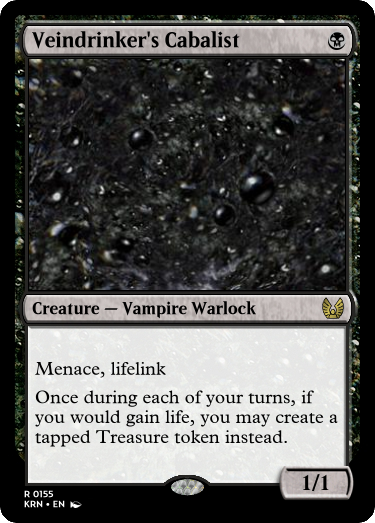 Veindrinker's Cabalist
Creature — Vampire Warlock
Menace, lifelink
Once during each of your turns, if
you would gain life, you may create a
tapped Treasure token instead.
1/1
R 0155
KRN • EN